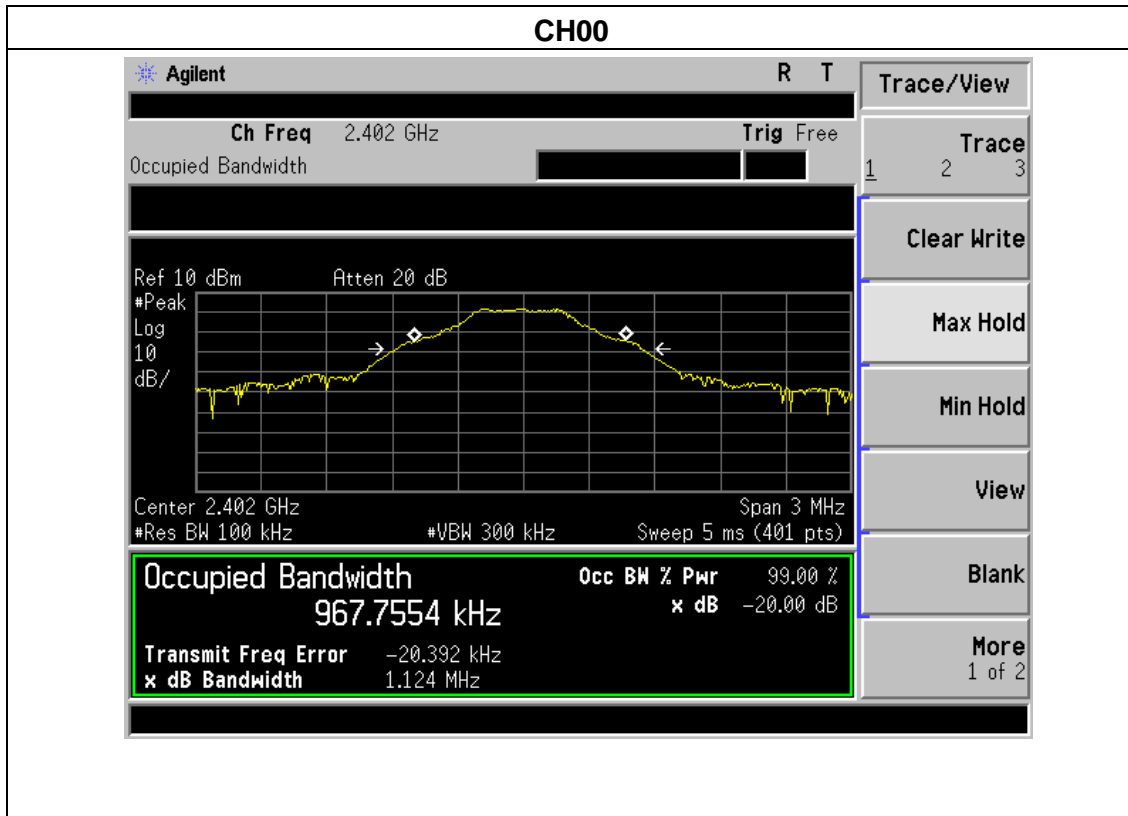 CH00
Agilent R T
Ch Freq 2.402 GHz Trig Free
Occupied Bandwidth
Ref 10 dBm Atten 20 dB
#Peak
Log
10
dB/
Center 2.402 GHz Span 3 MHz
#Res BW 100 kHz #VBW 300 kHz Sweep 5 ms (401 pts)
Occupied Bandwidth Occ BW % Pwr 99.00 %
967.7554 kHz x dB -20.00 dB
Transmit Freq Error -20.392 kHz
x dB Bandwidth 1.124 MHz
Trace/View
Trace
1 2 3
Clear Write
Max Hold
Min Hold
View
Blank
More
1 of 2